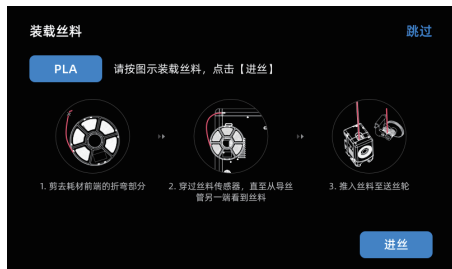 装载丝料
跳过
PLA
请按图示装载丝料，点击【进丝】
1. 剪去耗材前端的折弯部分
2. 穿过丝料传感器，直至从导丝
管另一端看到丝料
3. 推入丝料至送丝轮
进丝